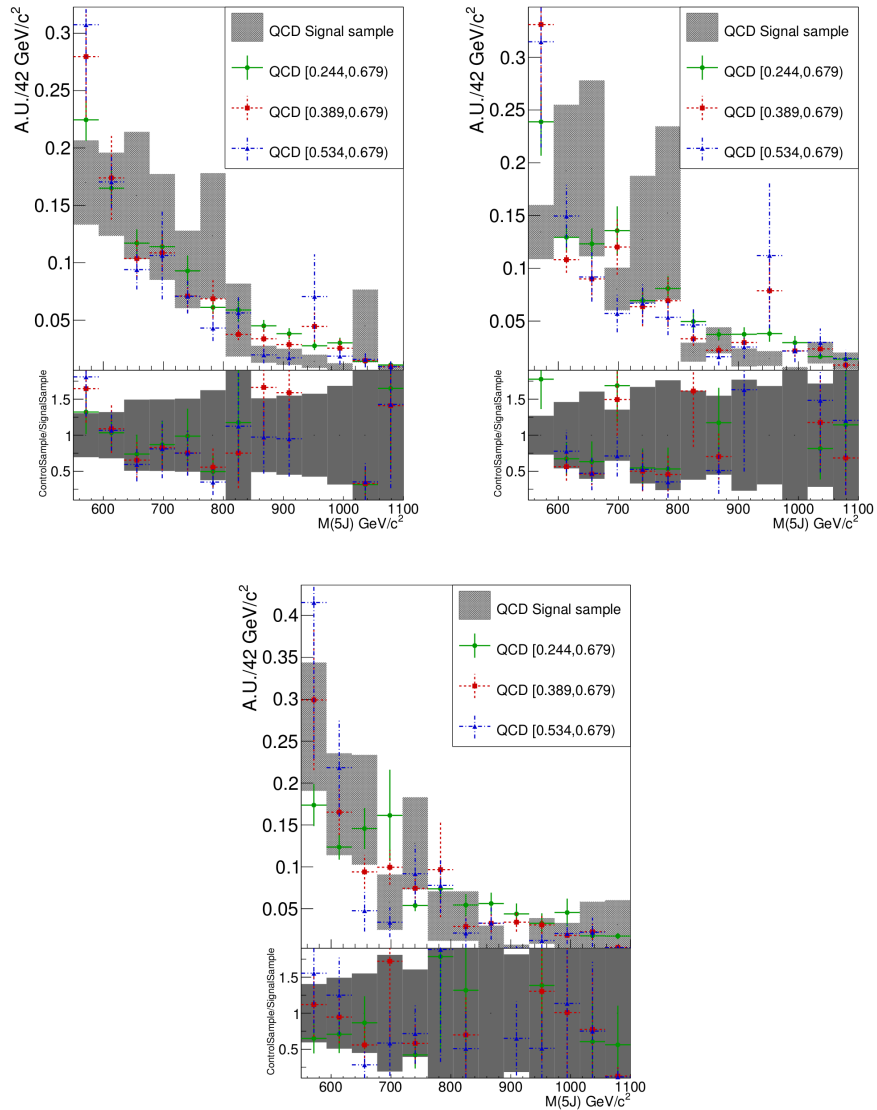 A.U./42 GeV/c²
0.3
0.25
0.2
0.15
0.1
0.05
QCD Signal sample
QCD [0.244,0.679)
QCD [0.389,0.679)
QCD [0.534,0.679)
ControlSample/SignalSample
1.5
1
0.5
600 700 800 900 1000 1100
M(5J) GeV/c²
A.U./42 GeV/c²
0.3
0.25
0.2
0.15
0.1
0.05
QCD Signal sample
QCD [0.244,0.679)
QCD [0.389,0.679)
QCD [0.534,0.679)
ControlSample/SignalSample
1.5
1
0.5
600 700 800 900 1000 1100
M(5J) GeV/c²
A.U./42 GeV/c²
0.4
0.35
0.3
0.25
0.2
0.15
0.1
0.05
QCD Signal sample
QCD [0.244,0.679)
QCD [0.389,0.679)
QCD [0.534,0.679)
ControlSample/SignalSample
1.5
1
0.5
600 700 800 900 1000 1100
M(5J) GeV/c²